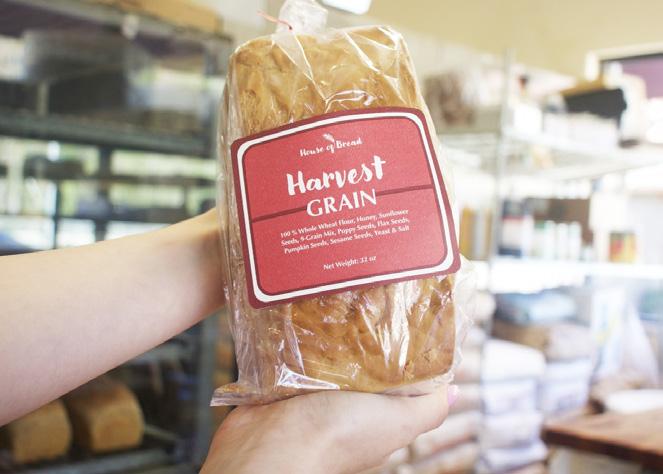 House of Bread
Harvest
GRAIN
100 % Whole Wheat Flour, Honey, Sunflower
Seeds, 9-Grain Mix, Poppy Seeds, Flax Seeds,
Pumpkin Seeds, Sesame Seeds, Yeast & Salt
Net Weight: 32 oz